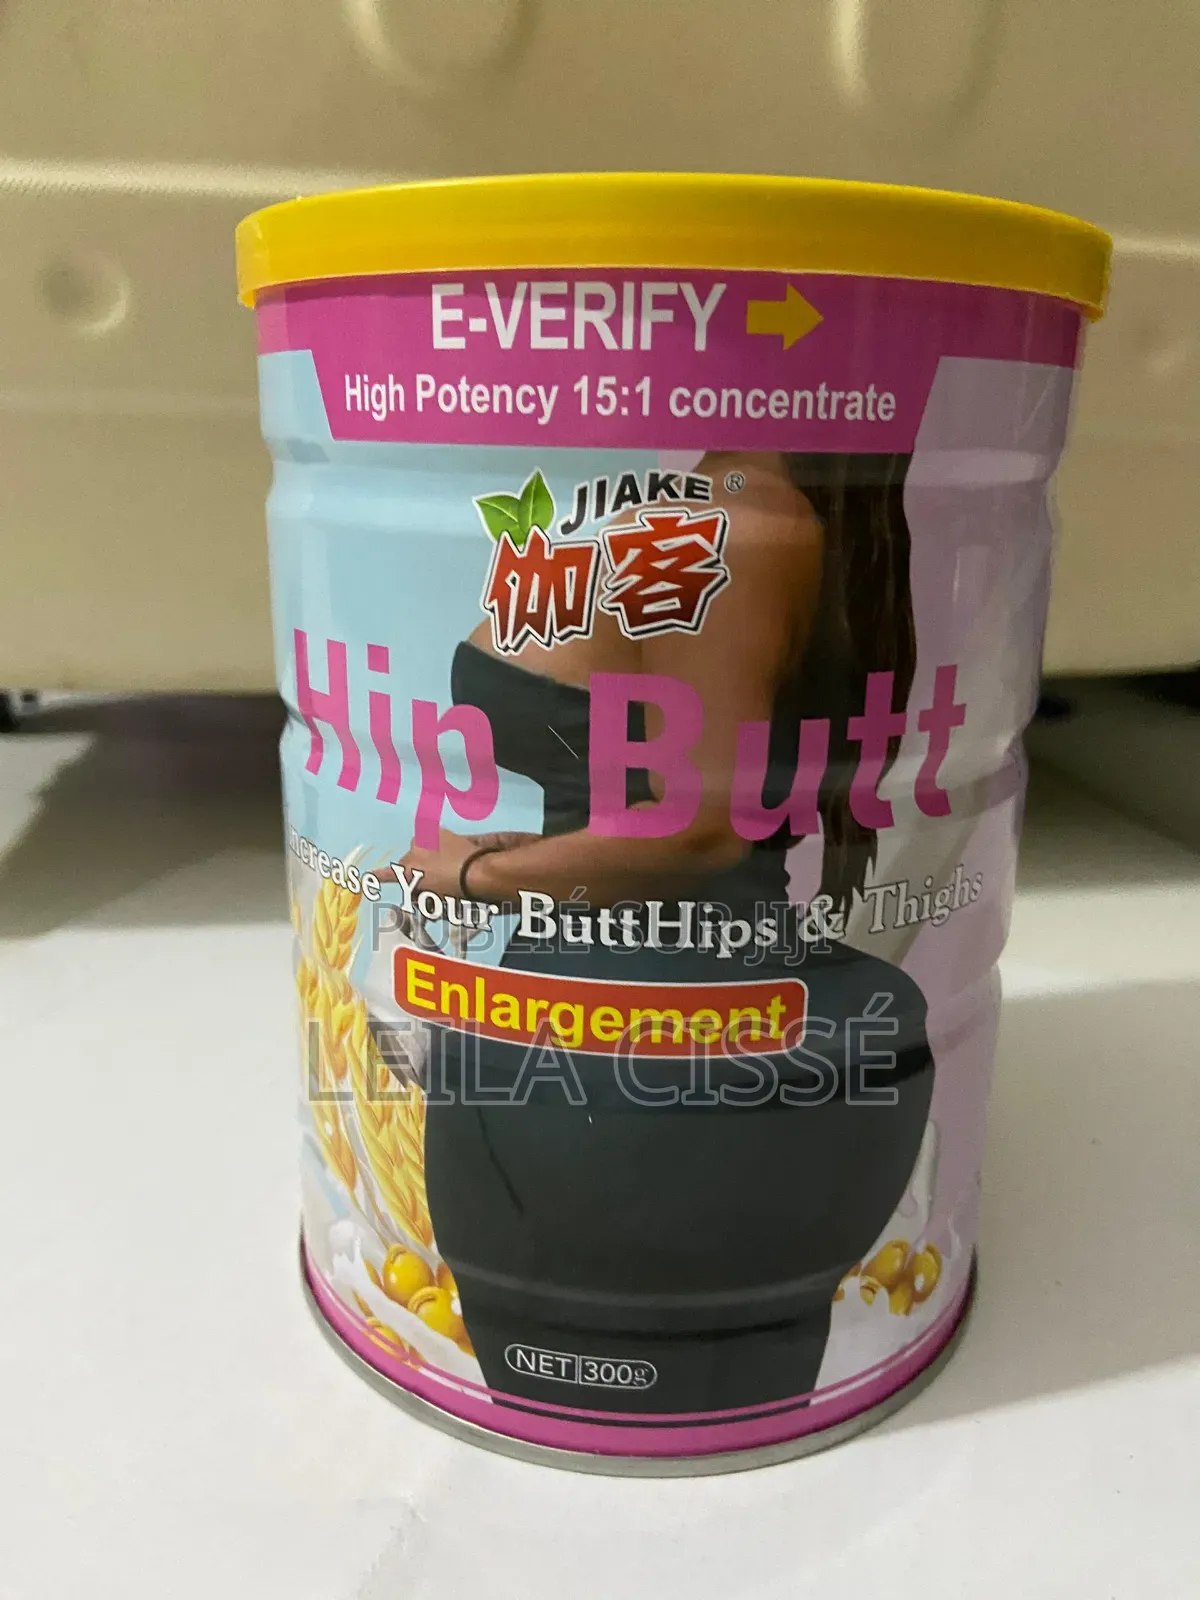 E-VERIFY
High Potency 15:1 concentrate
JIAKE ®
伽客
Hip Butt
Increase Your ButtHips & Thighs
PUBLIÉ SUR JIJI
Enlargement
LEILA CISSÉ
NET 300g